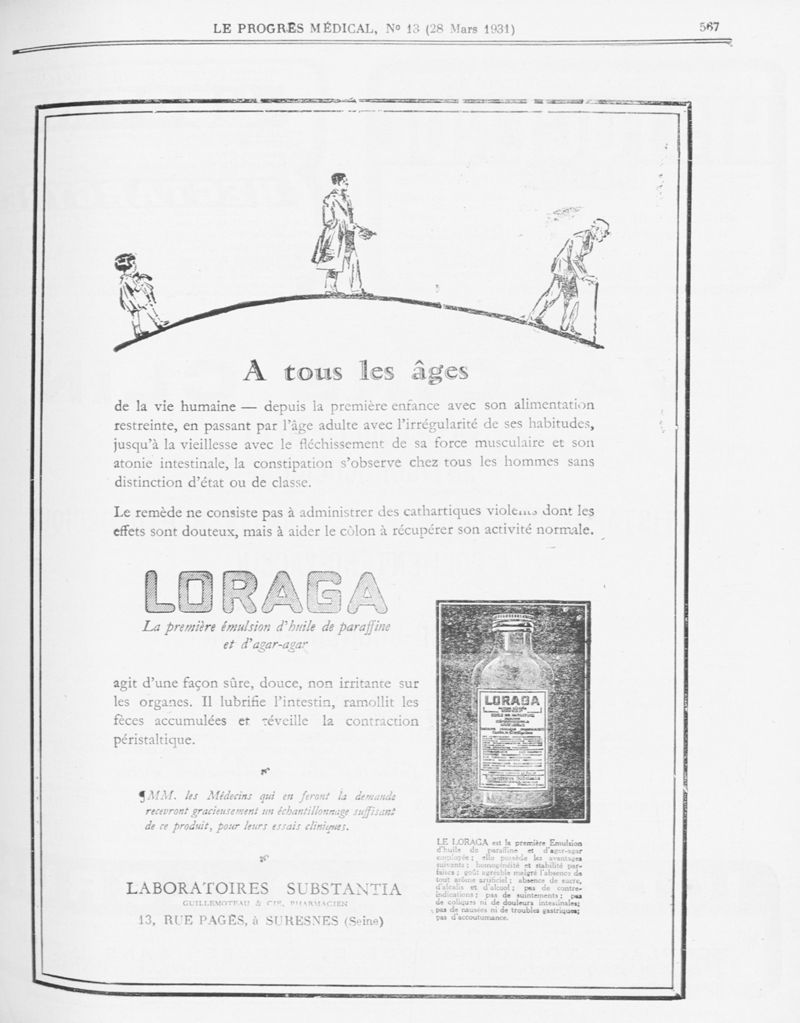 LE PROGRÈS MÉDICAL, Nº 13 (28 Mars 1931)
567
A tous les âges
de la vie humaine — depuis la première enfance avec son alimentation
restreinte, en passant par l'âge adulte avec l'irrégularité de ses habitudes,
jusqu'à la vieillesse avec le fléchissement de sa force musculaire et son
atonie intestinale, la constipation s'observe chez tous les hommes sans
distinction d'état ou de classe.
Le remède ne consiste pas à administrer des cathartiques violents dont les
effets sont douteux, mais à aider le côlon à récupérer son activité normale.
LORAGA
La première émulsion d'huile de paraffine
et d'agar-agar
agit d'une façon sûre, douce, non irritante sur
les organes. Il lubrifie l'intestin, ramollit les
fèces accumulées et réveille la contraction
péristaltique.
¶ MM. les Médecins qui en feront la demande
recevront gracieusement un échantillonnage suffisant
de ce produit, pour leurs essais cliniques.
LABORATOIRES SUBSTANTIA
GUILLEMOTEAU & CIE, PHARMACIEN
13, RUE PAGÈS, à SURESNES (Seine)
LORAGA
LE LORAGA est la première Emulsion
d'huile de paraffine et d'agar-agar
employée ; elle possède les avantages
suivants : homogénéité et stabilité par-
faites ; goût agréable malgré l'absence de
tout arôme artificiel ; absence de sucre,
d'alcalis et d'alcool ; pas de contre-
indications ; pas de suintements ; pas
de coliques ni de douleurs intestinales;
pas de nausées ni de troubles gastriques;
pas d'accoutumance.